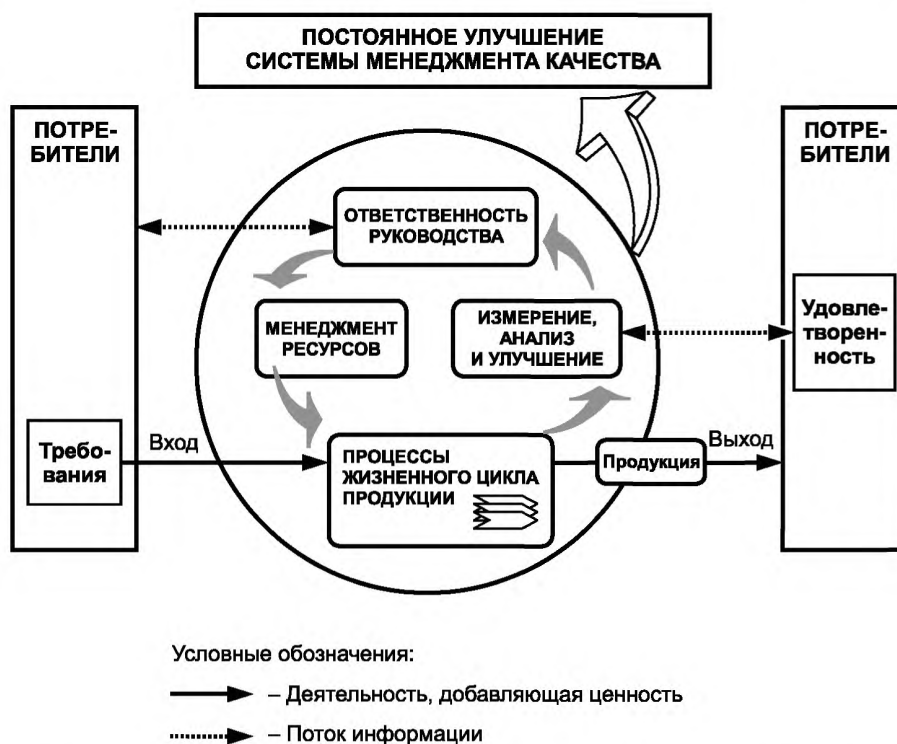 ПОСТОЯННОЕ УЛУЧШЕНИЕ
СИСТЕМЫ МЕНЕДЖМЕНТА КАЧЕСТВА
ПОТРЕ-
БИТЕЛИ
ПОТРЕ-
БИТЕЛИ
ОТВЕТСТВЕННОСТЬ
РУКОВОДСТВА
МЕНЕДЖМЕНТ
РЕСУРСОВ
ИЗМЕРЕНИЕ,
АНАЛИЗ
И УЛУЧШЕНИЕ
Удовле-
творен-
ность
Требо-
вания
Вход
ПРОЦЕССЫ
ЖИЗНЕННОГО ЦИКЛА
ПРОДУКЦИИ
Продукция
Выход
Условные обозначения:
– Деятельность, добавляющая ценность
– Поток информации